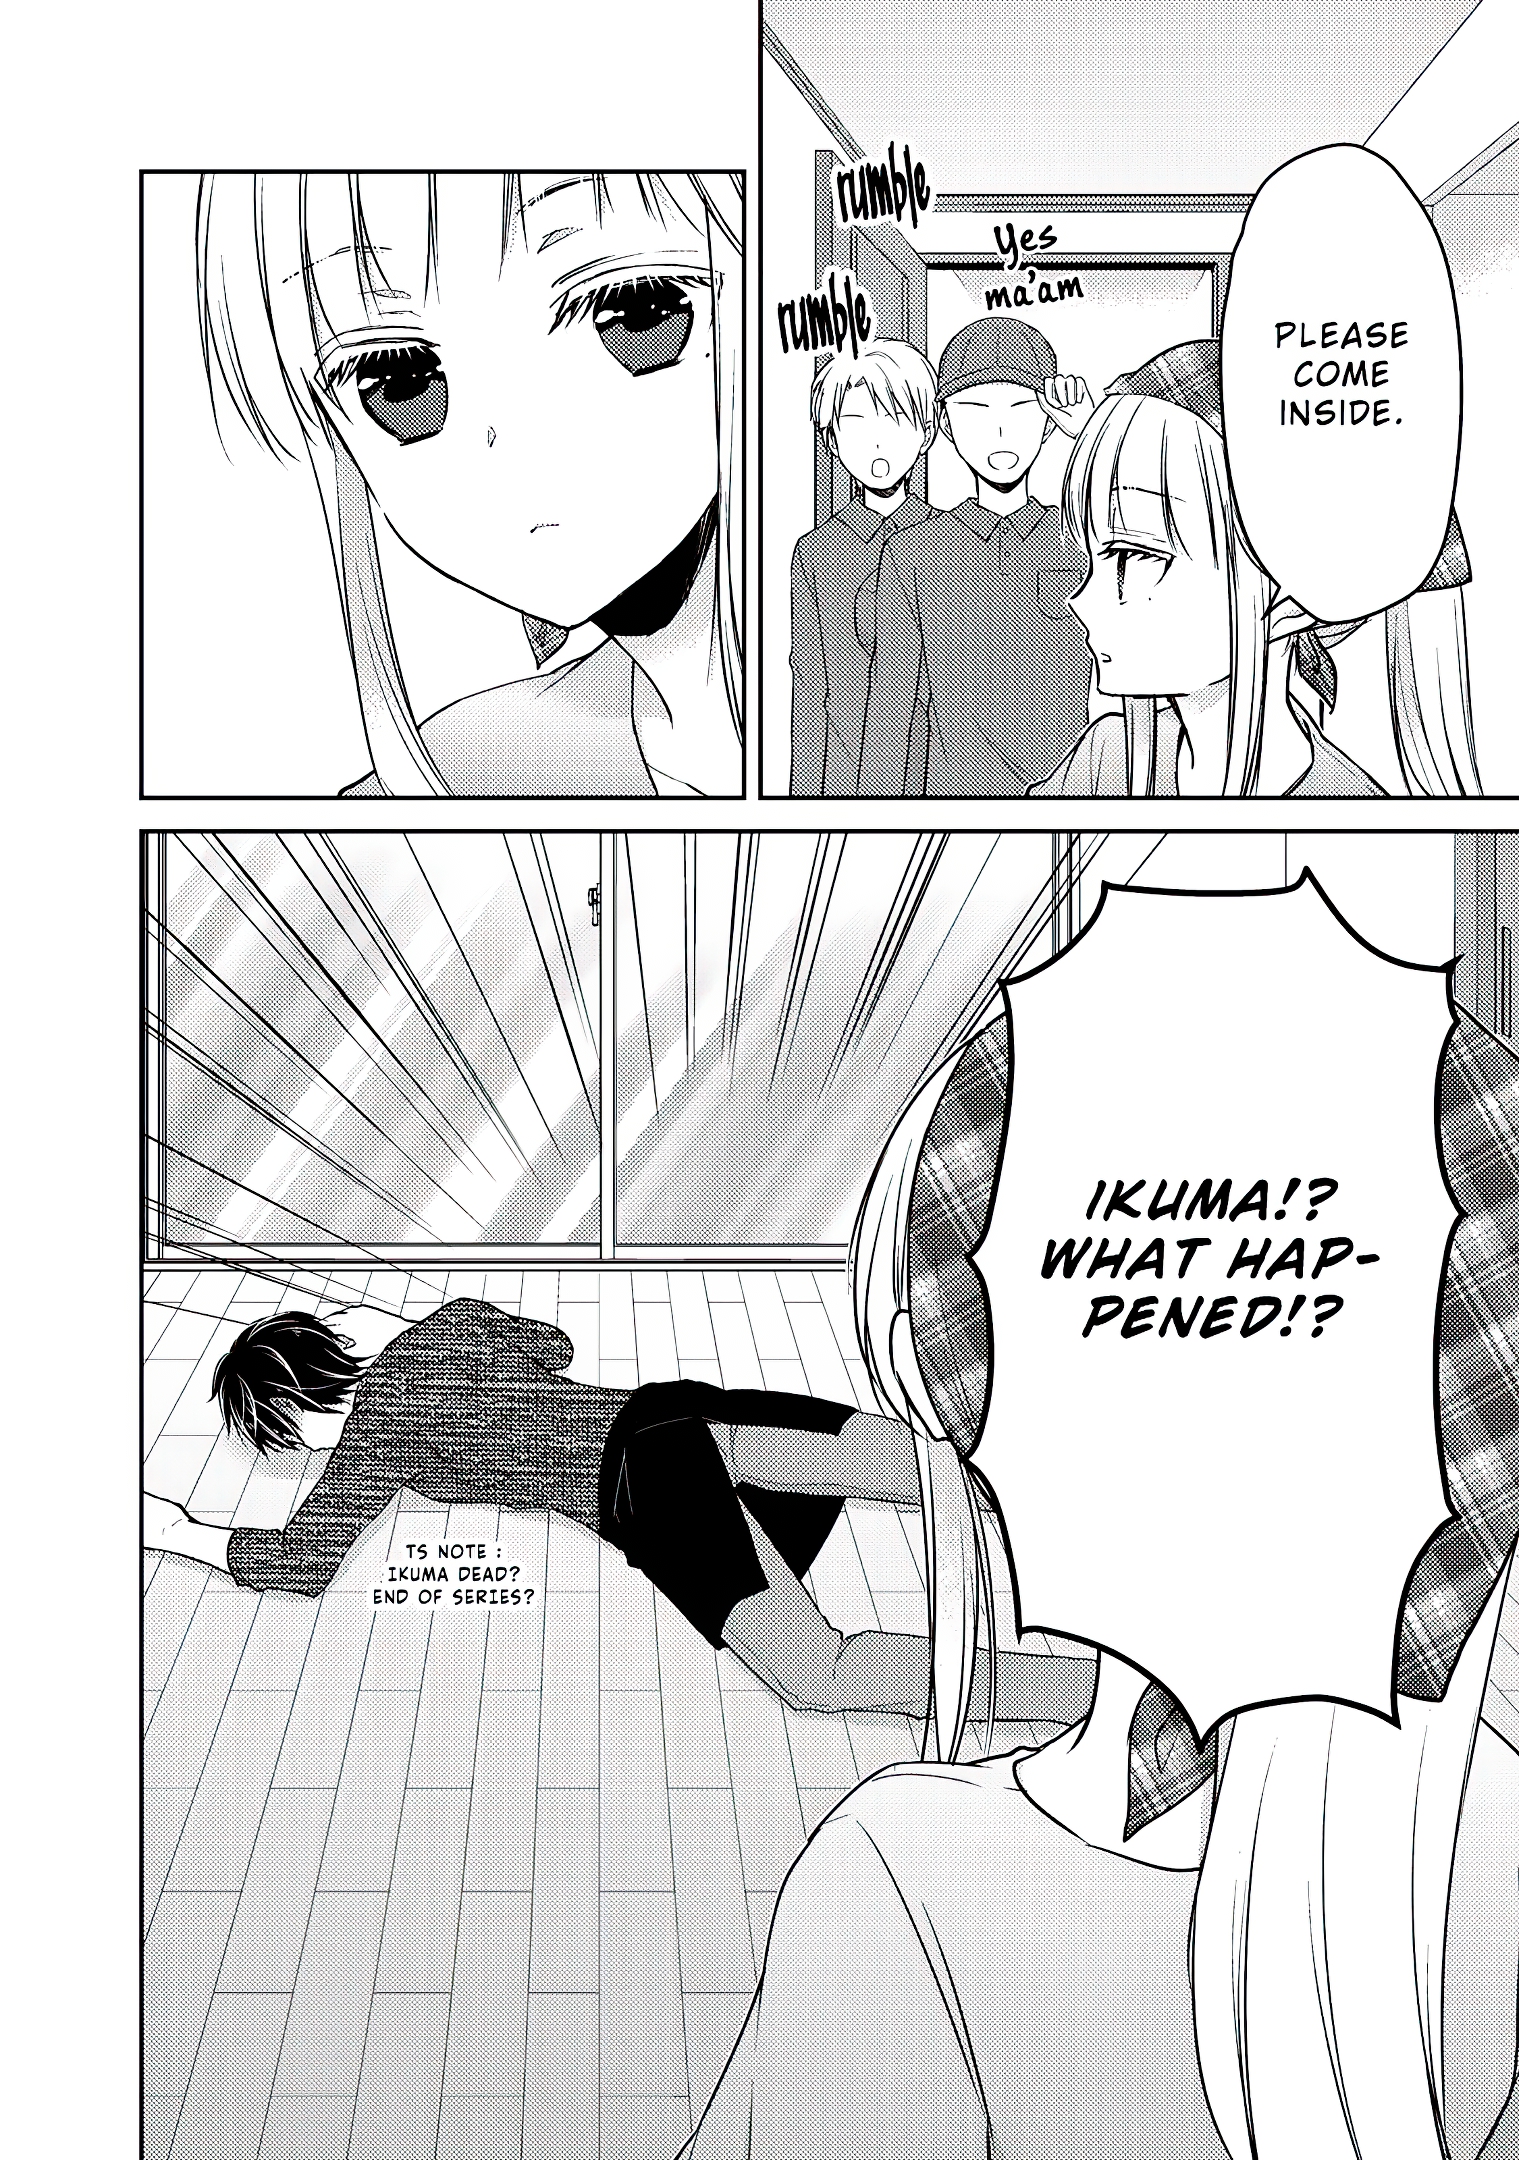 PLEASE
COME
INSIDE.
Yes
ma'am
rumble
rumble
IKUMA!?
WHAT HAP-
PENED!?
TS NOTE :
IKUMA DEAD?
END OF SERIES?